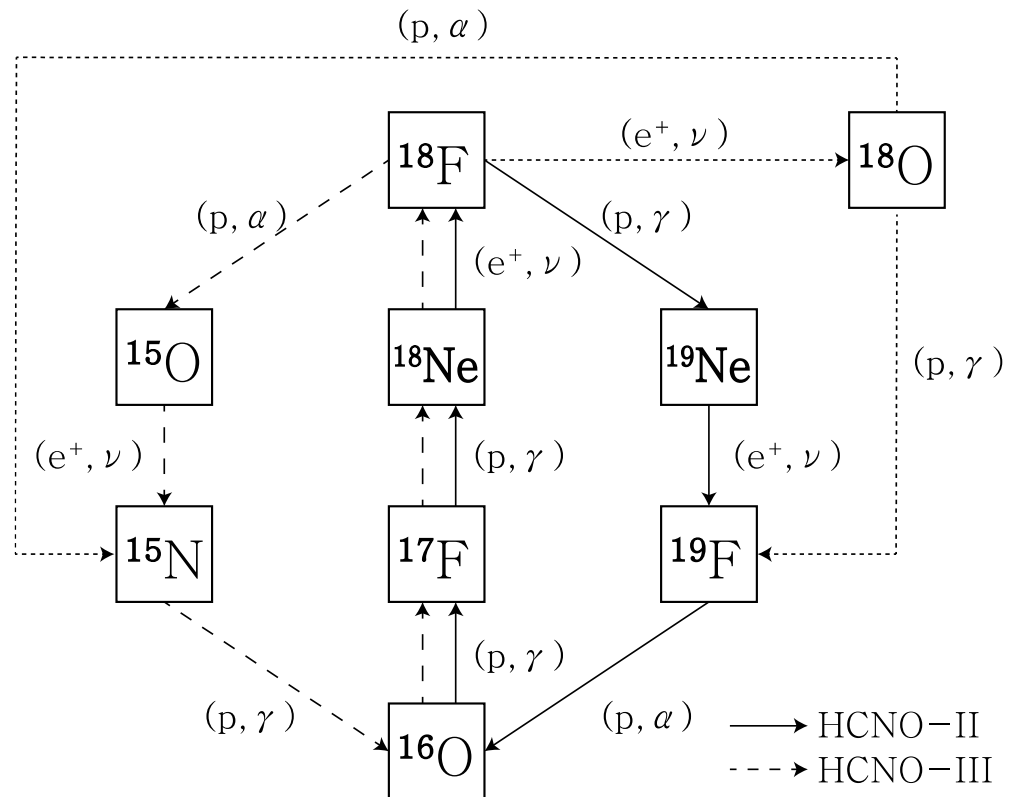 (p, α)
¹⁸F
(e⁺, ν)
¹⁸O
(p, α)
(p, γ)
(e⁺, ν)
¹⁵O
¹⁸Ne
¹⁹Ne
(p, γ)
(e⁺, ν)
(p, γ)
(e⁺, ν)
¹⁵N
¹⁷F
¹⁹F
(p, γ)
(p, γ)
(p, α)
¹⁶O
HCNO-II
HCNO-III